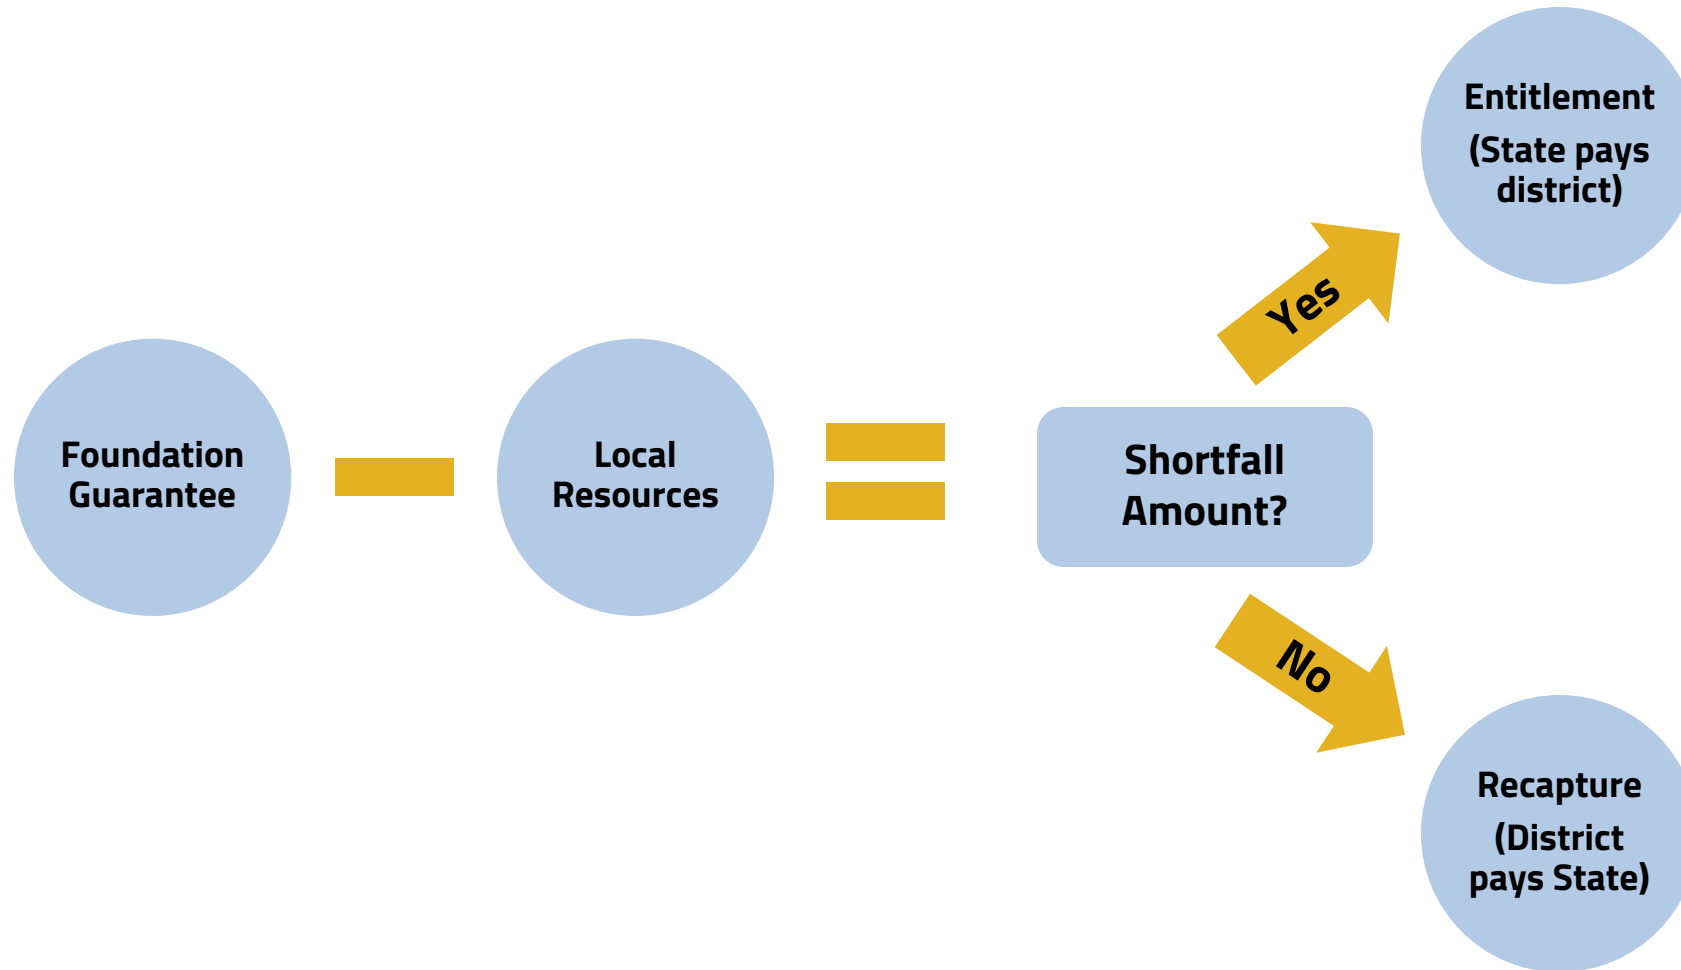 Foundation
Guarantee
Local
Resources
Shortfall
Amount?
Yes
Entitlement
(State pays
district)
No
Recapture
(District
pays State)